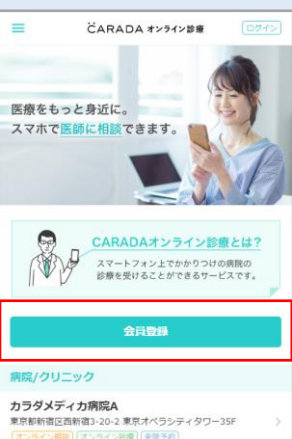 CARADA オンライン診療
ログイン
医療をもっと身近に。
スマホで医師に相談できます。
CARADAオンライン診療とは?
スマートフォン上でかかりつけの病院の
診療を受けることができるサービスです。
会員登録
病院/クリニック
カラダメディカ病院A
東京都新宿区西新宿3-20-2 東京オペラシティタワー35F
オンライン相談 オンライン診療 来院予約